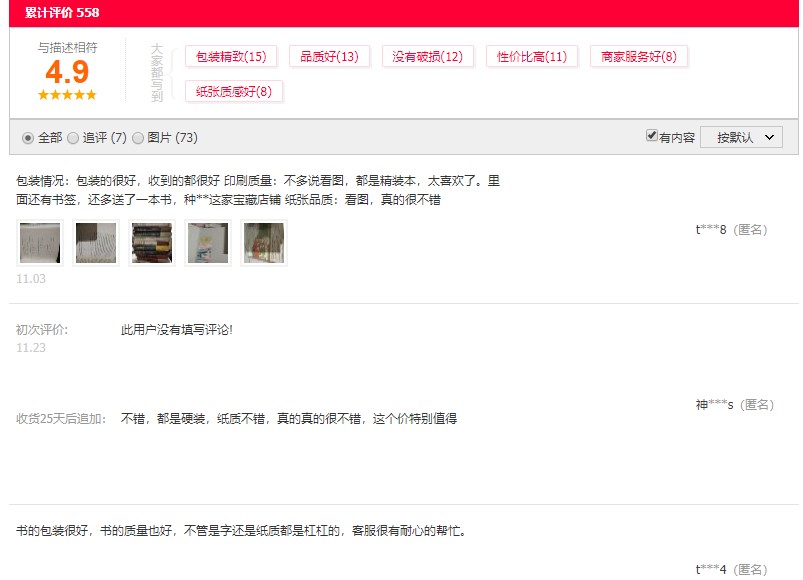 累计评价 558
与描述相符
4.9
大家都写到
包装精致(15) 品质好(13) 没有破损(12) 性价比高(11) 商家服务好(8)
纸张质感好(8)
全部 追评 (7) 图片 (73) 有内容 按默认
包装情况：包装的很好，收到的都很好 印刷质量：不多说看图，都是精装本，太喜欢了。里
面还有书签，还多送了一本书，种**这家宝藏店铺 纸张品质：看图，真的很不错
t***8 (匿名)
11.03
初次评价: 此用户没有填写评论!
11.23
神***s (匿名)
收货25天后追加: 不错，都是硬装，纸质不错，真的真的很不错，这个价特别值得
书的包装很好，书的质量也好，不管是字还是纸质都是杠杠的，客服很有耐心的帮忙。
t***4 (匿名)